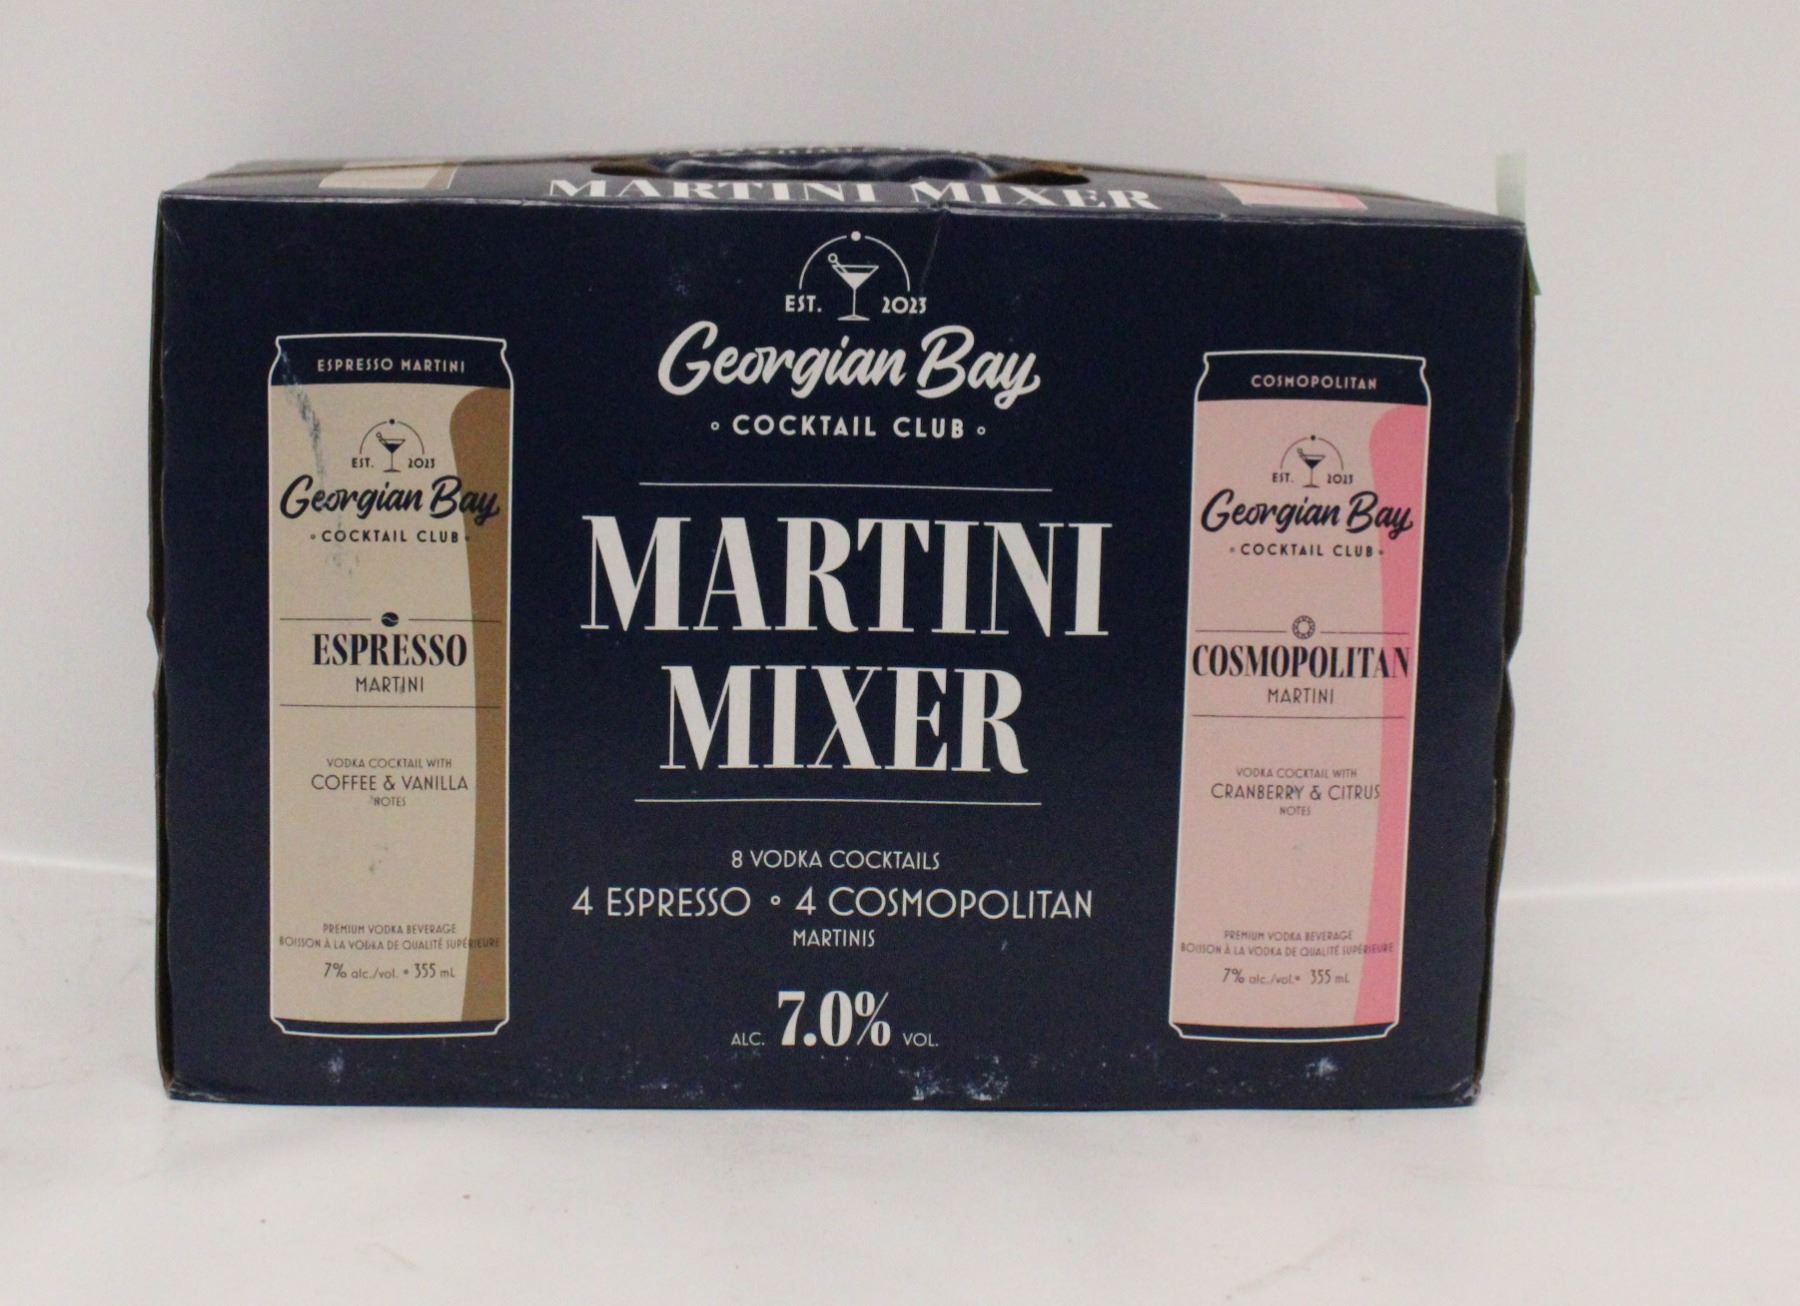 MARTINI MIXER
EST. 2023
Georgian Bay
COCKTAIL CLUB
MARTINI
MIXER
8 VODKA COCKTAILS
4 ESPRESSO • 4 COSMOPOLITAN
MARTINIS
ALC. 7.0% VOL.
ESPRESSO MARTINI
EST. 2023
Georgian Bay
COCKTAIL CLUB
ESPRESSO
MARTINI
VODKA COCKTAIL WITH
COFFEE & VANILLA
NOTES
PREMIUM VODKA BEVERAGE
BOISSON À LA VODKA DE QUALITÉ SUPÉRIEURE
7% alc./vol. • 355 mL
COSMOPOLITAN
EST. 2023
Georgian Bay
COCKTAIL CLUB
COSMOPOLITAN
MARTINI
VODKA COCKTAIL WITH
CRANBERRY & CITRUS
NOTES
PREMIUM VODKA BEVERAGE
BOISSON À LA VODKA DE QUALITÉ SUPÉRIEURE
7% alc./vol. • 355 mL